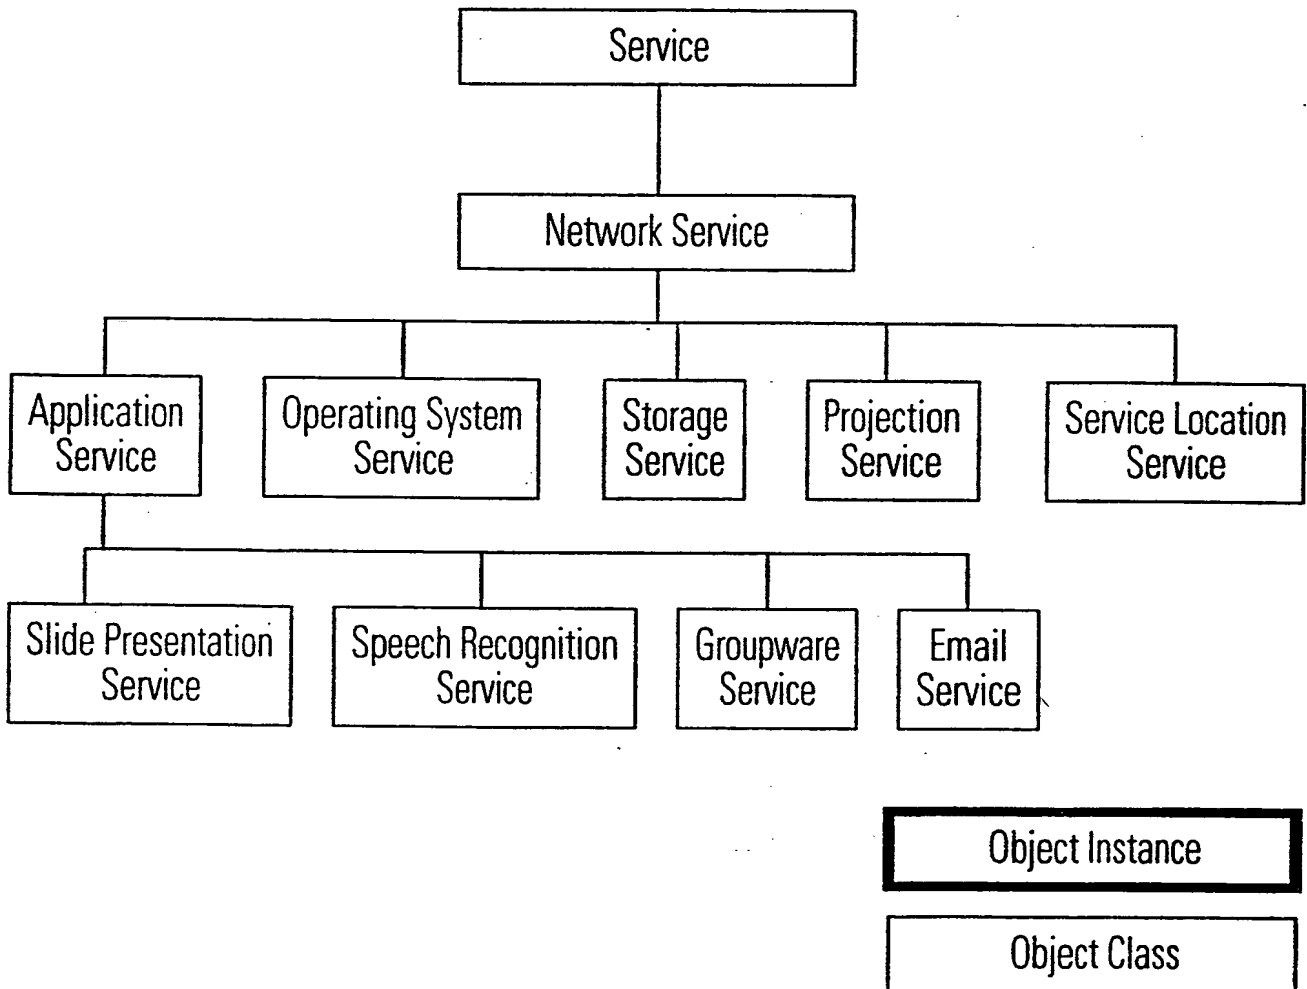 Service
Network Service
Application
Service
Operating System
Service
Storage
Service
Projection
Service
Service Location
Service
Slide Presentation
Service
Speech Recognition
Service
Groupware
Service
Email
Service
Object Instance
Object Class